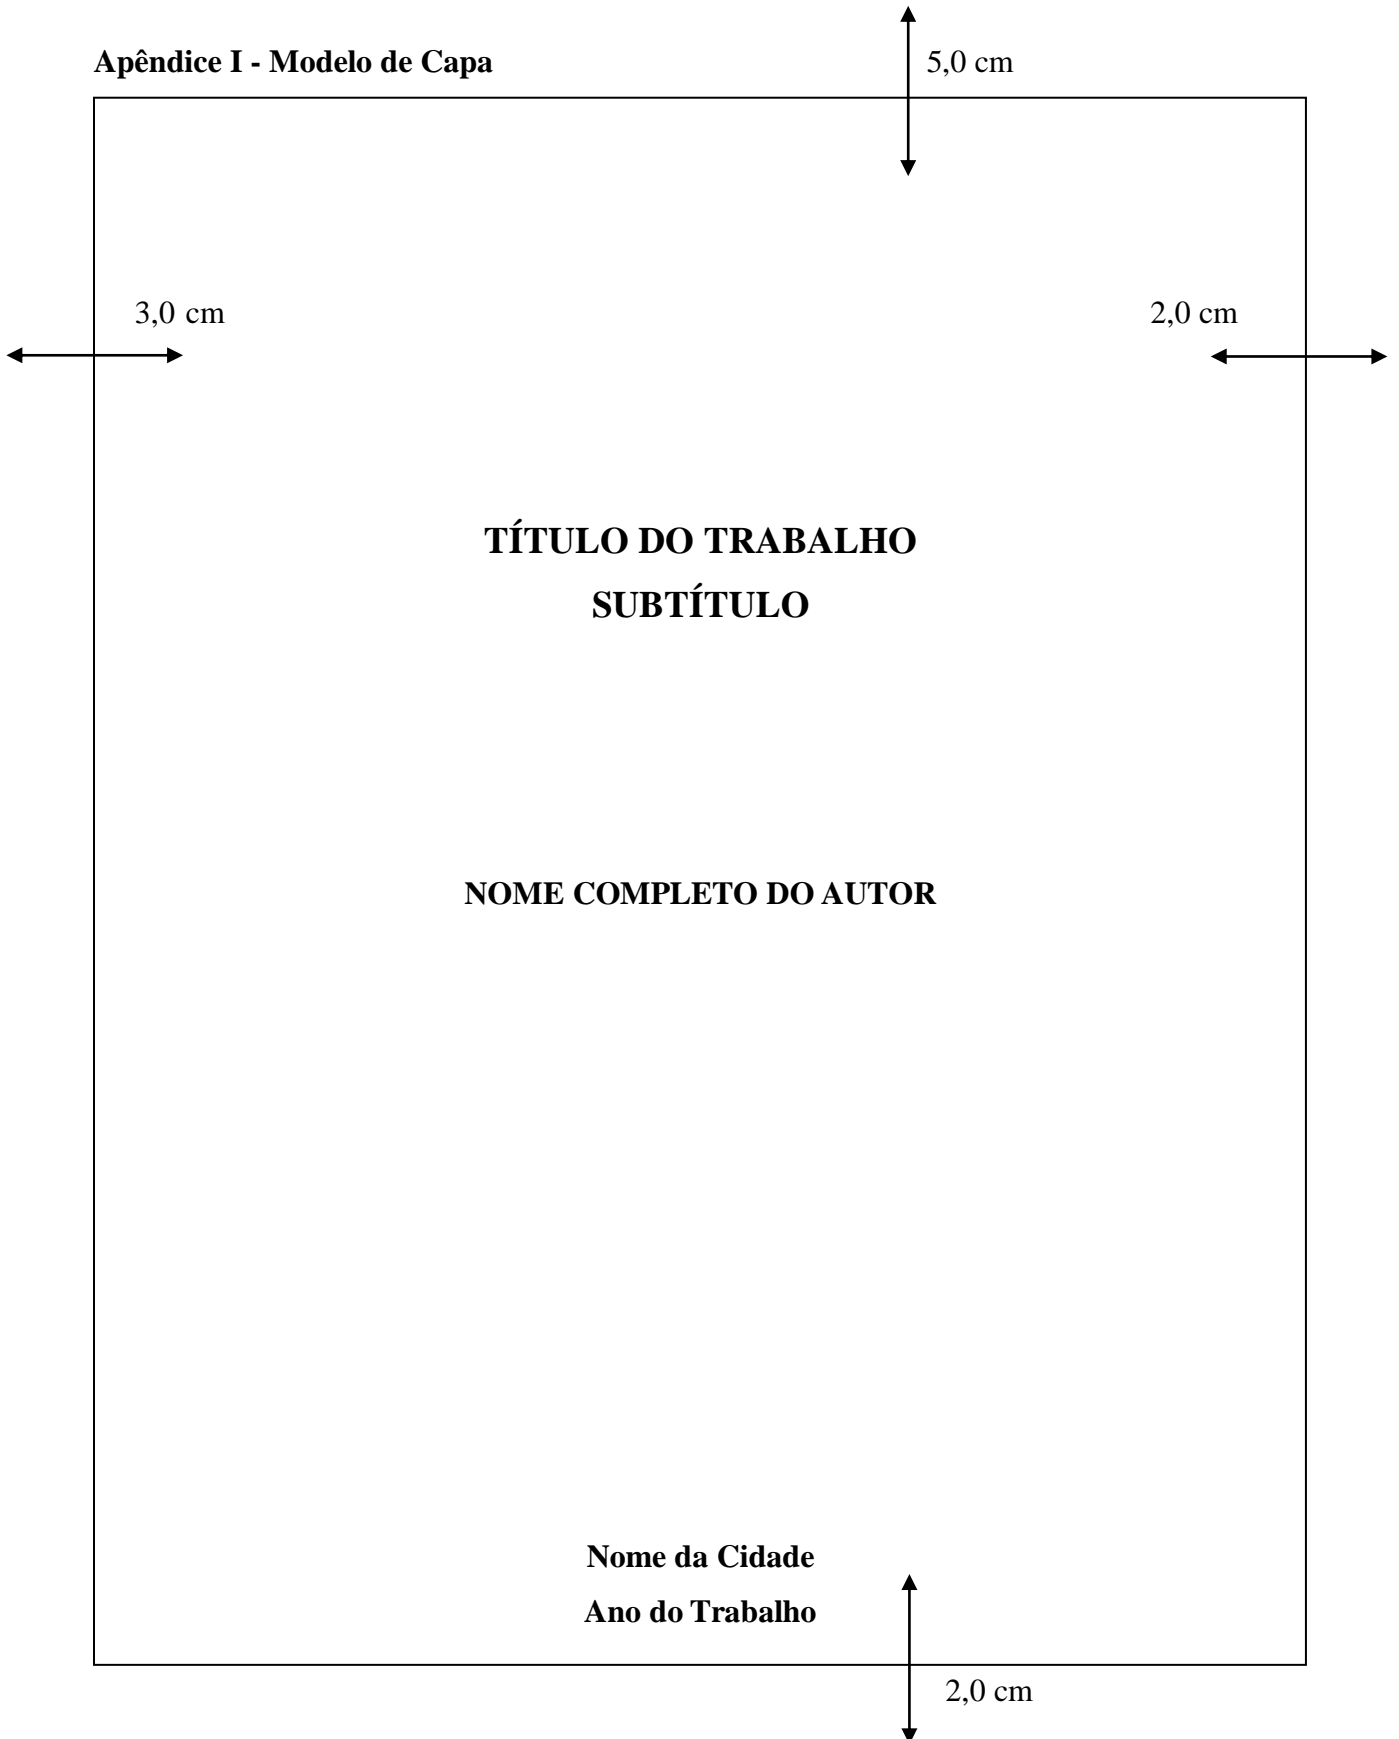 Apêndice I - Modelo de Capa
5,0 cm
3,0 cm
2,0 cm
TÍTULO DO TRABALHO
SUBTÍTULO
NOME COMPLETO DO AUTOR
Nome da Cidade
Ano do Trabalho
2,0 cm